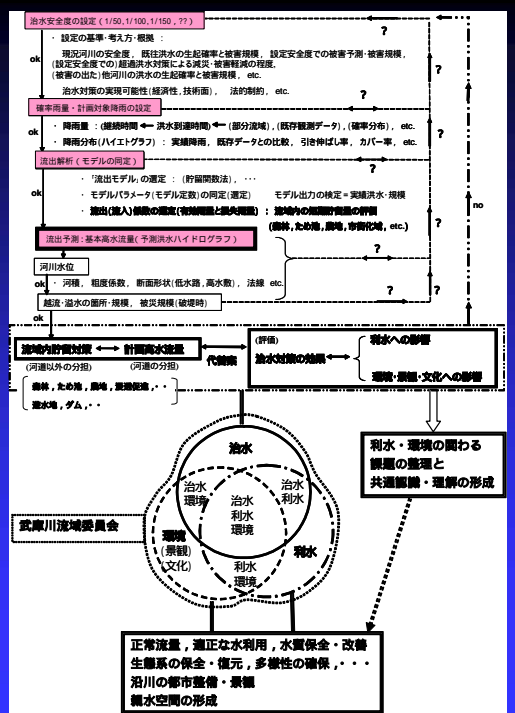 治水安全度の設定(1/50,1/100,1/150,??)
?
ok
・ 設定の基準・考え方・根拠:
現況河川の安全度,既往洪水の生起確率と被害規模,設定安全度での被害予測・被害規模,
(設定安全度での)超過洪水対策による減災・被害軽減の程度.
(被害の出た)他河川の洪水の生起確率と被害規模,etc.
治水対策の実現可能性(経済性,技術面),法的制約,etc.
?
確率雨量・計画対象降雨の設定
?
ok
・ 降雨量:(継続時間 ← 洪水到達時間) ← (部分流域),(既存観測データ),(確率分布),etc.
・ 降雨分布(ハイエトグラフ): 実績降雨,既存データとの比較,引き伸ばし率,カバー率,etc.
?
流出解析(モデルの同定)
?
ok
・ 「流出モデル」の選定:(貯留関数法),・・・
・ モデルパラメータ(モデル定数)の同定(選定) モデル出力の検定=実績洪水・規模
no
・ 流出(流入)係数の選定(有効雨量と損失雨量): 流域内の短期貯留量の評価
(森林,ため池,農地,市街化域,etc.)
?
流出予測:基本高水流量(予測洪水ハイドログラフ)
?
河川水位
?
ok
・ 河積,粗度係数,断面形状(低水路,高水敷),法線 etc.
ok
越流・溢水の箇所・規模,被災規模(破堤時)
?
?
ok
流域内貯留対策 ↔ 計画高水流量
(河道以外の分担) (河道の分担)
森林,ため池,農地,浸透促進,・・
遊水地,ダム,・・
代替案
(評価)
治水対策の効果
利水への影響
環境・景観・文化への影響
利水・環境の関わる
課題の整理と
共通認識・理解の形成
治水
治水
環境
治水
利水
治水
利水
環境
武庫川流域委員会
環境
(景観)
(文化)
利水
利水
環境
正常流量,適正な水利用,水質保全・改善
生態系の保全・復元,多様性の確保,・・・
沿川の都市整備・景観
親水空間の形成